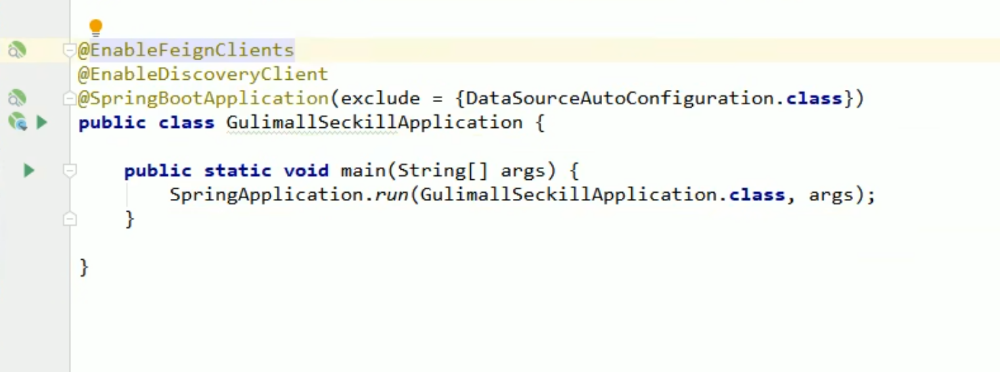 @EnableFeignClients
@EnableDiscoveryClient
@SpringBootApplication(exclude = {DataSourceAutoConfiguration.class})
public class GulimallSeckillApplication {
public static void main(String[] args) {
SpringApplication.run(GulimallSeckillApplication.class, args);
}
}